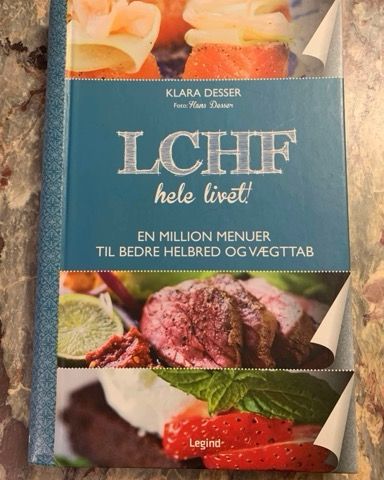 KLARA DESSER
Foto: Hans Desser
LCHF
hele livet!
EN MILLION MENUER
TIL BEDRE HELBRED OG VÆGTTAB
Legind